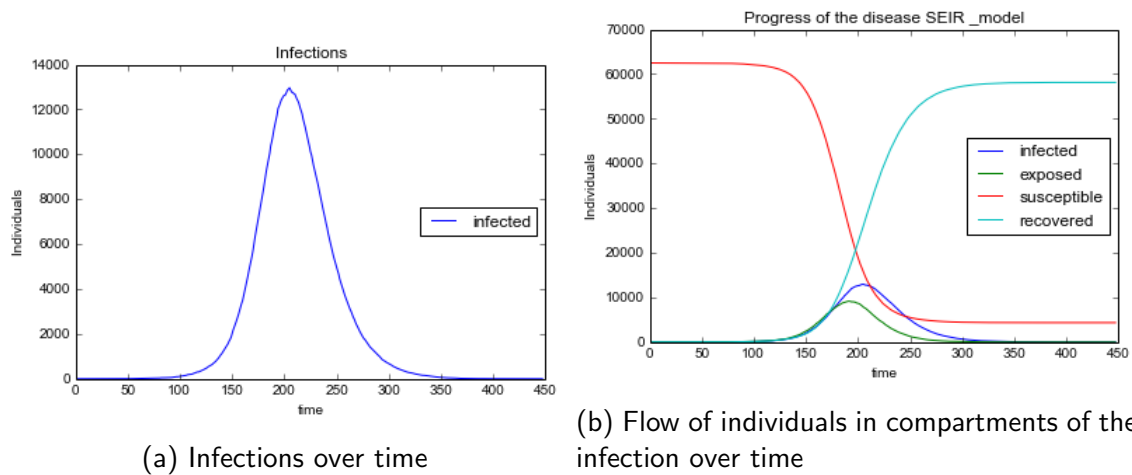 Infections
14000
12000
10000
8000
6000
4000
2000
0
Individuals
infected
0 50 100 150 200 250 300 350 400 450
time
(a) Infections over time
Progress of the disease SEIR _model
70000
60000
50000
40000
30000
20000
10000
0
Individuals
infected
exposed
susceptible
recovered
0 50 100 150 200 250 300 350 400 450
time
(b) Flow of individuals in compartments of the
infection over time